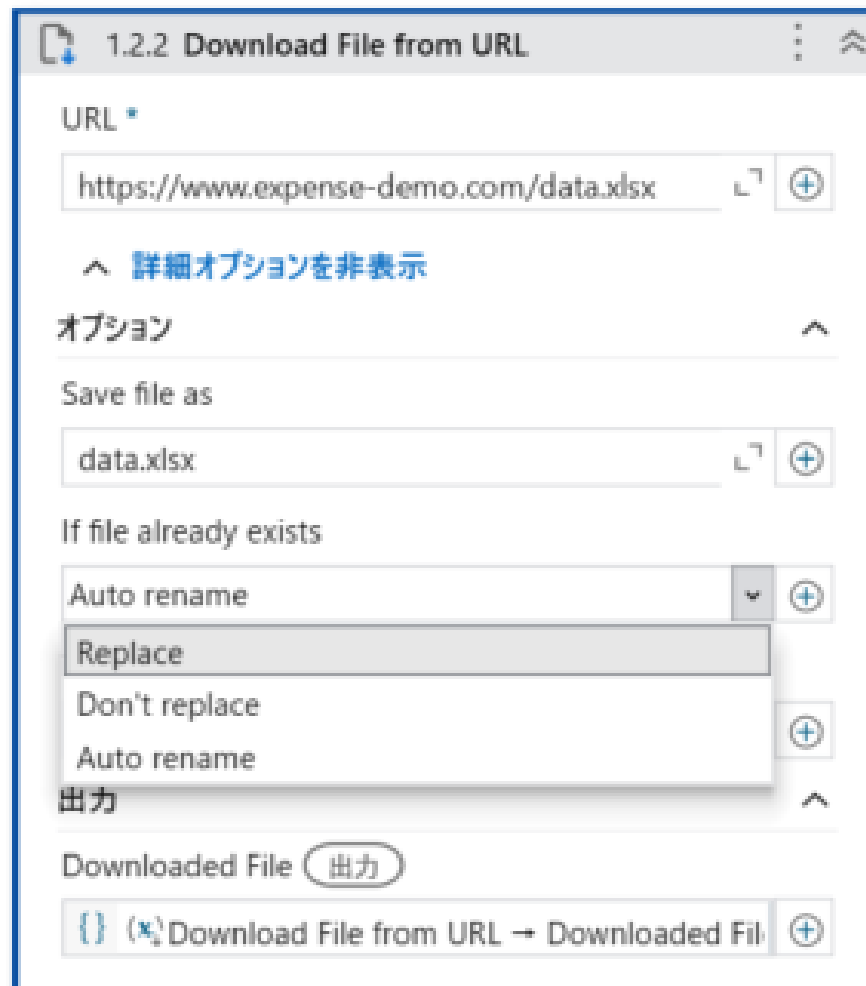 1.2.2 Download File from URL
URL *
https://www.expense-demo.com/data.xlsx
詳細オプションを非表示
オプション
Save file as
data.xlsx
If file already exists
Auto rename
Replace
Don't replace
Auto rename
出力
Downloaded File 出力
{} (x) Download File from URL → Downloaded Fil